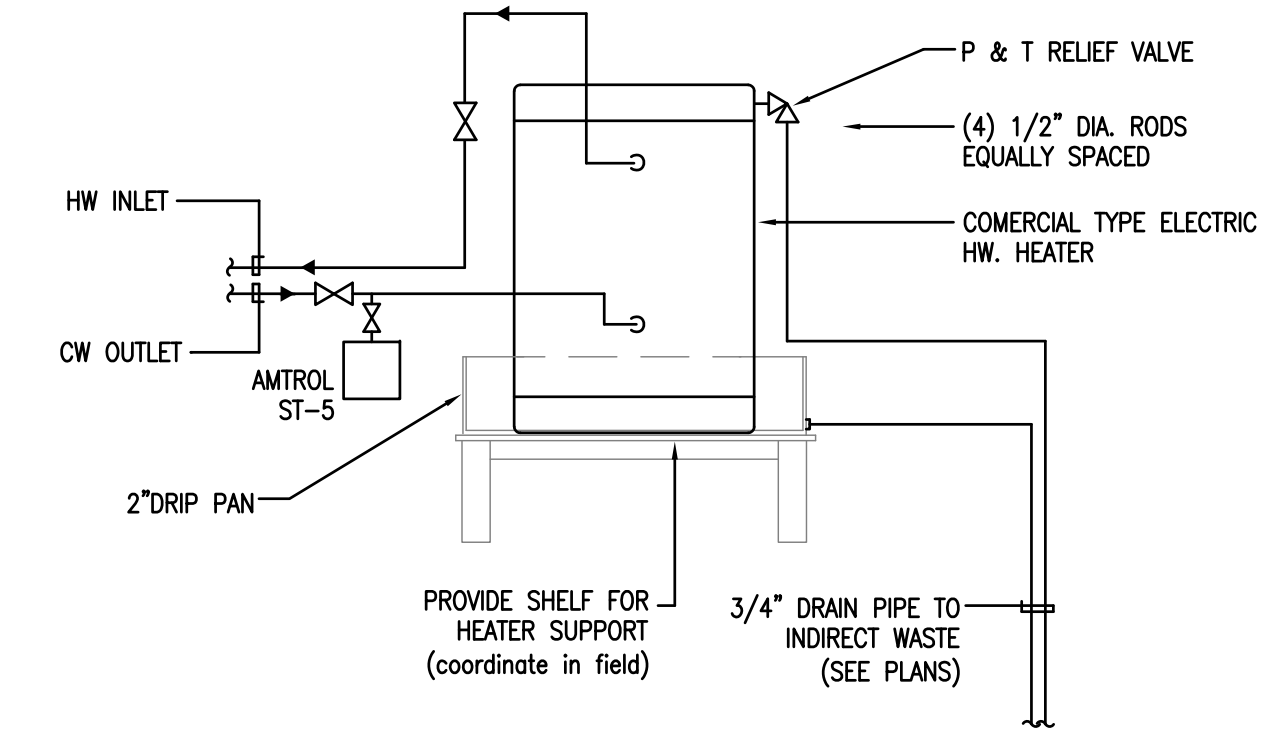 P & T RELIEF VALVE
(4) 1/2" DIA. RODS
EQUALLY SPACED
HW INLET
COMERCIAL TYPE ELECTRIC
HW. HEATER
CW OUTLET
AMTROL
ST-5
2"DRIP PAN
PROVIDE SHELF FOR
HEATER SUPPORT
(coordinate in field)
3/4" DRAIN PIPE TO
INDIRECT WASTE
(SEE PLANS)